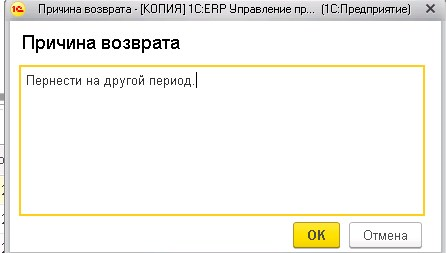 Причина возврата - [КОПИЯ] 1С:ERP Управление пр... (1С:Предприятие)
Причина возврата
Пернести на другой период.
OK
Отмена